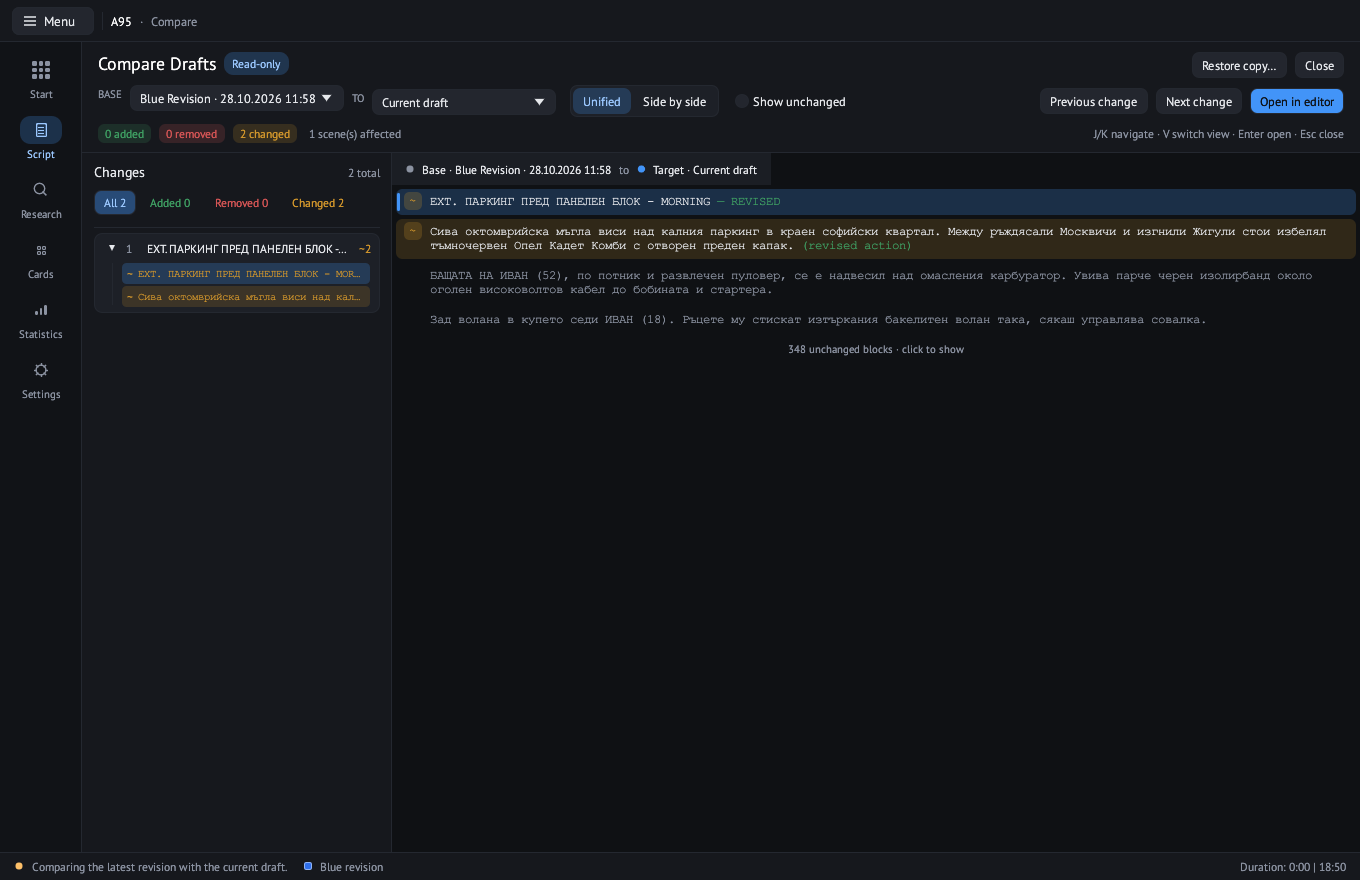 Menu A95 · Compare
Compare Drafts Read-only Restore copy... Close
BASE Blue Revision · 28.10.2026 11:58 TO Current draft Unified Side by side Show unchanged Previous change Next change Open in editor
0 added 0 removed 2 changed 1 scene(s) affected J/K navigate · V switch view · Enter open · Esc close
Start
Script
Research
Cards
Statistics
Settings
Changes 2 total
All 2 Added 0 Removed 0 Changed 2
1 EXT. ПАРКИНГ ПРЕД ПАНЕЛЕН БЛОК -... ~2
~ EXT. ПАРКИНГ ПРЕД ПАНЕЛЕН БЛОК – MOR...
~ Сива октомврийска мъгла виси над кал...
Base · Blue Revision · 28.10.2026 11:58 to Target · Current draft
~ EXT. ПАРКИНГ ПРЕД ПАНЕЛЕН БЛОК – MORNING — REVISED
~ Сива октомврийска мъгла виси над калния паркинг в краен софийски квартал. Между ръждясали Москвичи и изгнили Жигули стои избелял
тъмночервен Опел Кадет Комби с отворен преден капак. (revised action)
БАЩАТА НА ИВАН (52), по потник и развлечен пуловер, се е надвесил над омасления карбуратор. Увива парче черен изолирбанд около
оголен високоволтов кабел до бобината и стартера.
Зад волана в купето седи ИВАН (18). Ръцете му стискат изтъркания бакелитен волан така, сякаш управлява совалка.
348 unchanged blocks · click to show
Comparing the latest revision with the current draft. Blue revision Duration: 0:00 | 18:50